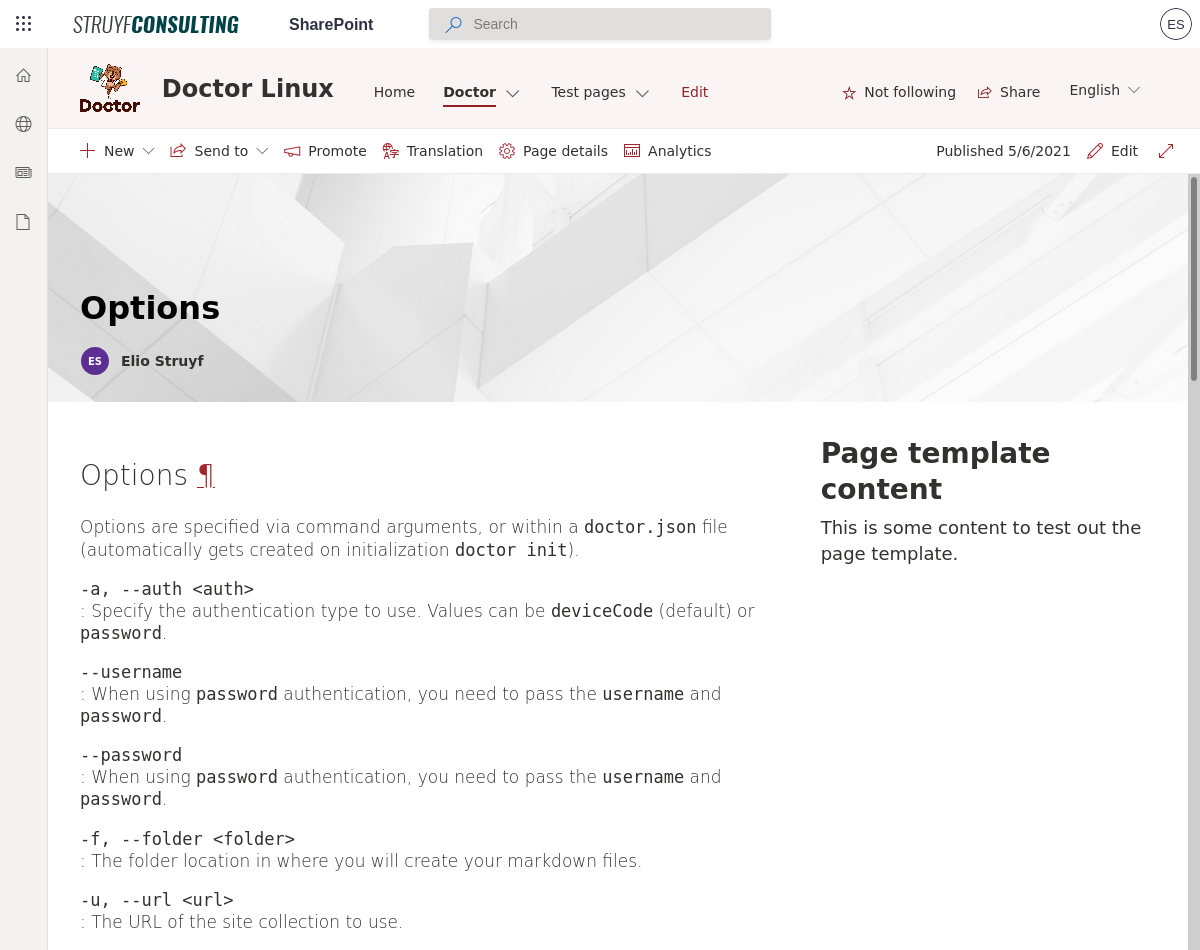 STRUYFCONSULTING SharePoint Search ES
Doctor Doctor Linux Home Doctor Test pages Edit Not following Share English
New Send to Promote Translation Page details Analytics Published 5/6/2021 Edit
Options
ES Elio Struyf
Options ¶
Options are specified via command arguments, or within a doctor.json file
(automatically gets created on initialization doctor init).
-a, --auth <auth>
: Specify the authentication type to use. Values can be deviceCode (default) or
password.
--username
: When using password authentication, you need to pass the username and
password.
--password
: When using password authentication, you need to pass the username and
password.
-f, --folder <folder>
: The folder location in where you will create your markdown files.
-u, --url <url>
: The URL of the site collection to use.
Page template
content
This is some content to test out the
page template.